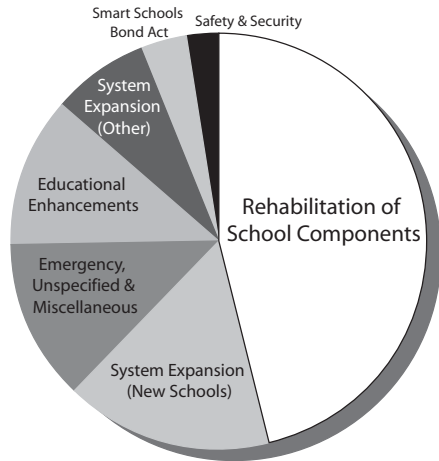 Smart Schools
Bond Act
Safety & Security
System
Expansion
(Other)
Educational
Enhancements
Rehabilitation of
School Components
Emergency,
Unspecified &
Miscellaneous
System Expansion
(New Schools)